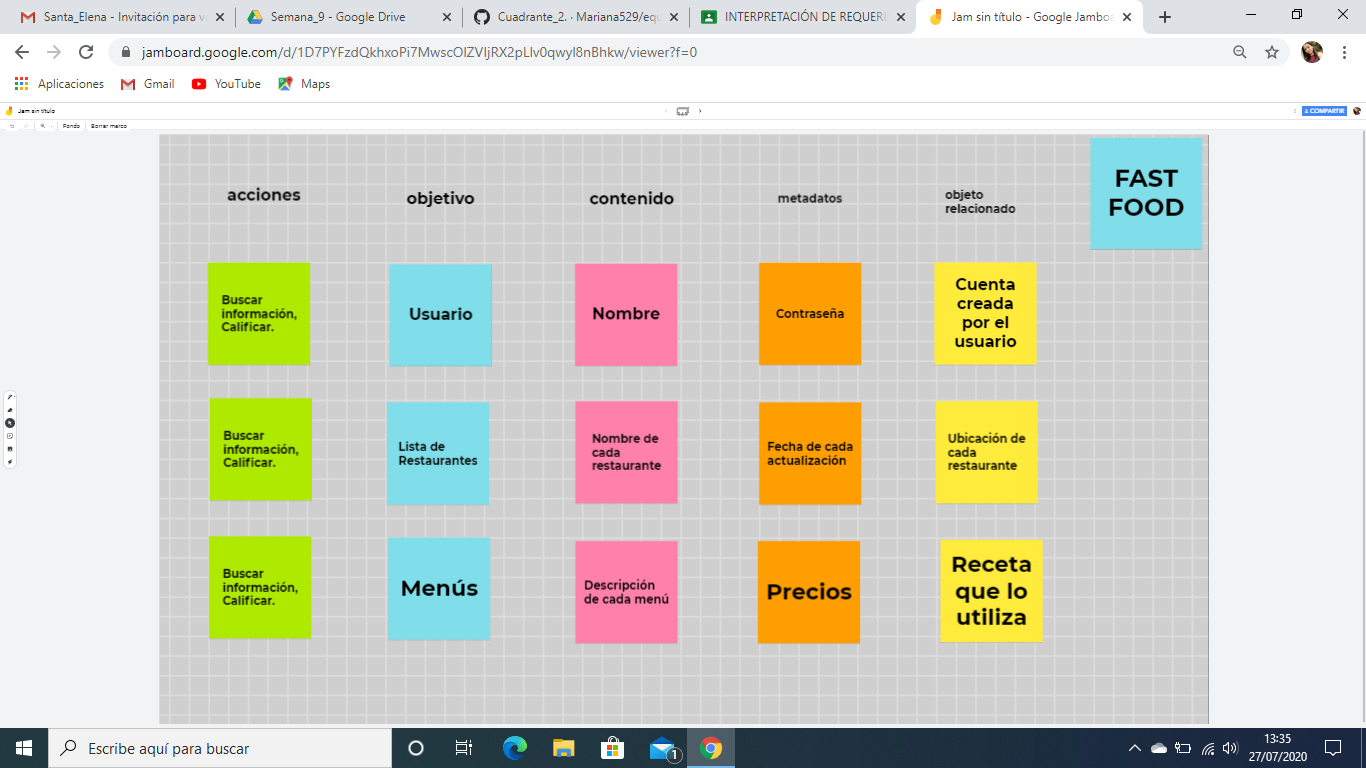 Santa_Elena - Invitación para v
Semana_9 - Google Drive
Cuadrante_2. · Mariana529/equ
INTERPRETACIÓN DE REQUERI
Jam sin título - Google Jamboa
jamboard.google.com/d/1D7PYFzdQkhxoPi7MwscOlZVljRX2pLlv0qwyl8nBhkw/viewer?f=0
Aplicaciones
Gmail
YouTube
Maps
Jam sin título
COMPARTIR
Fondo
Borrar marco
acciones
objetivo
contenido
metadatos
objeto
relacionado
FAST
FOOD
Buscar
información,
Calificar.
Usuario
Nombre
Contraseña
Cuenta
creada
por el
usuario
Buscar
información,
Calificar.
Lista de
Restaurantes
Nombre de
cada
restaurante
Fecha de cada
actualización
Ubicación de
cada
restaurante
Buscar
información,
Calificar.
Menús
Descripción
de cada menú
Precios
Receta
que lo
utiliza
Escribe aquí para buscar
1
13:35
27/07/2020